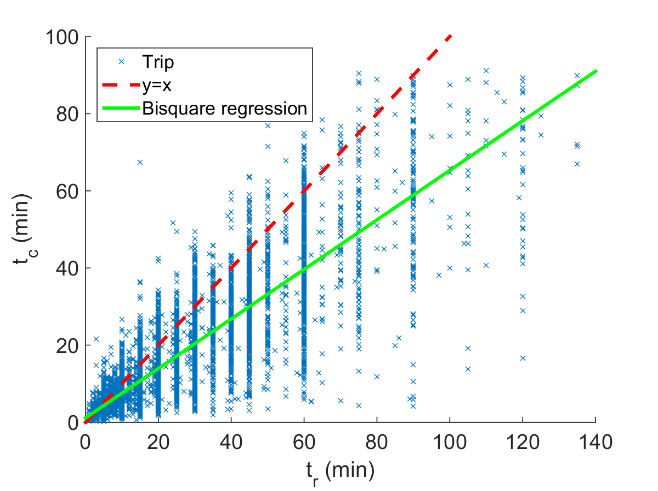 100
80
60
40
20
0
t_c (min)
Trip
y=x
Bisquare regression
0 20 40 60 80 100 120 140
t_r (min)